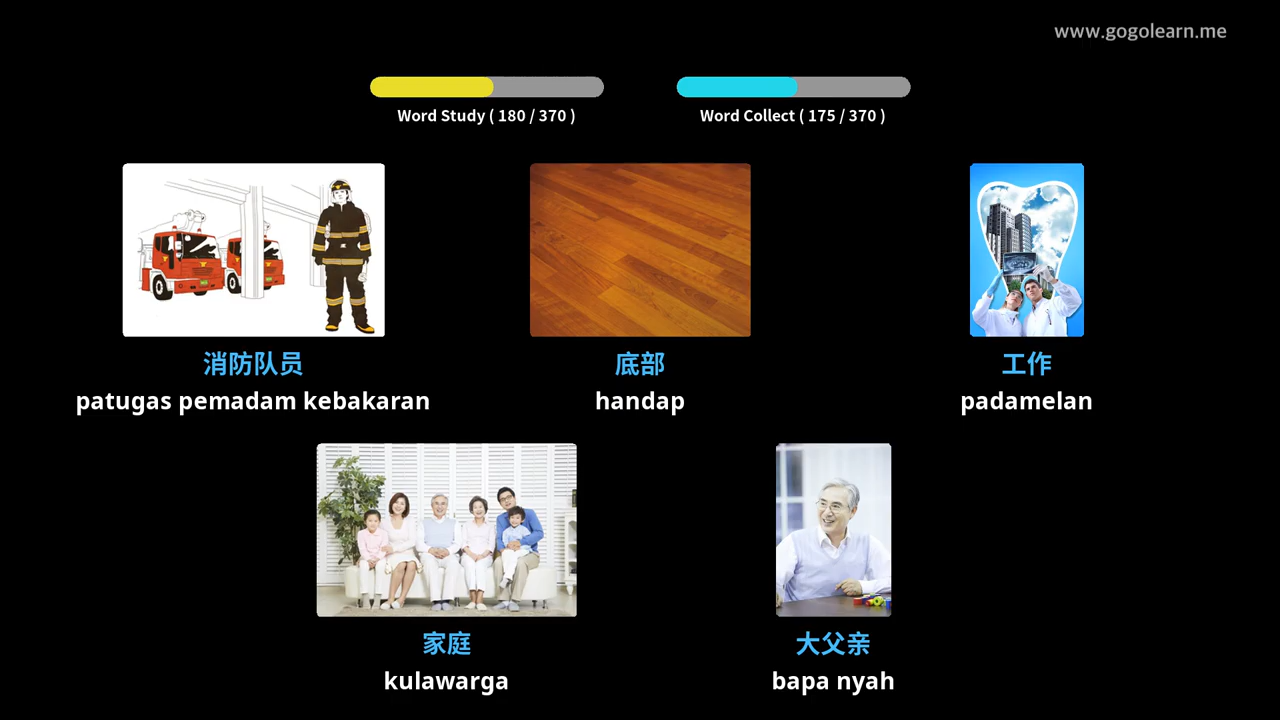 www.gogolearn.me
Word Study ( 180 / 370 )
Word Collect ( 175 / 370 )
消防队员
patugas pemadam kebakaran
底部
handap
工作
padamelan
家庭
kulawarga
大父亲
bapa nyah